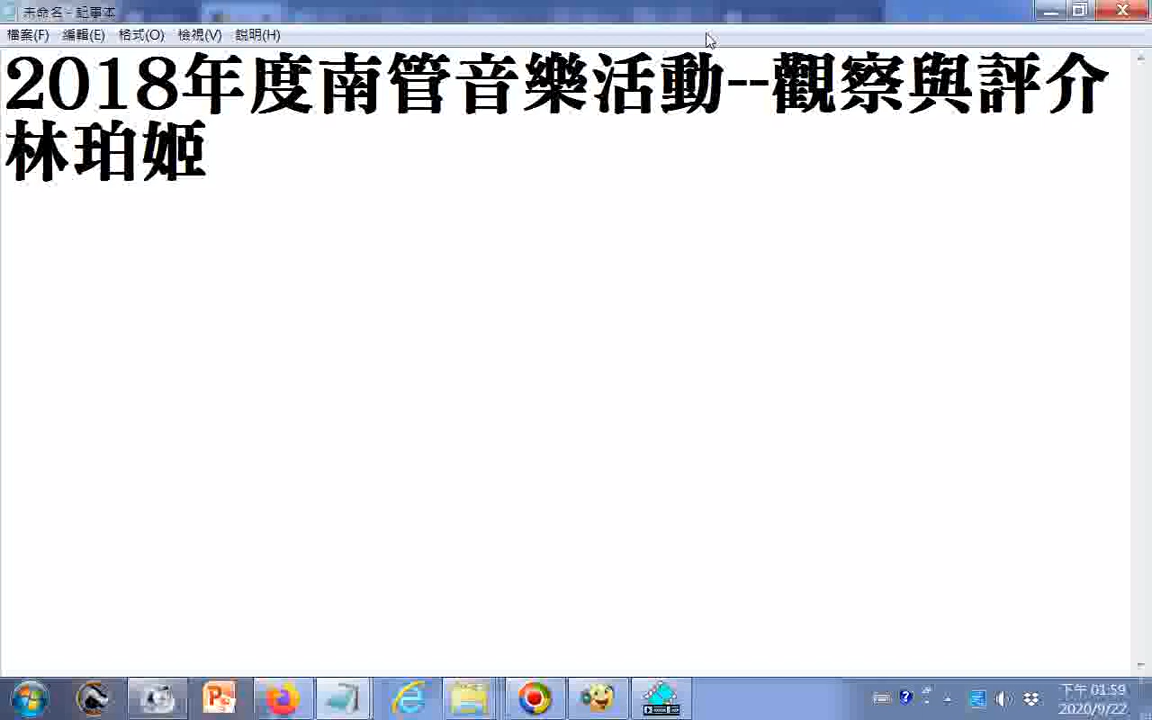 未命名 - 記事本
檔案(F) 編輯(E) 格式(O) 檢視(V) 說明(H)
2018年度南管音樂活動--觀察與評介
林珀姬
下午 01:59
2020/9/22